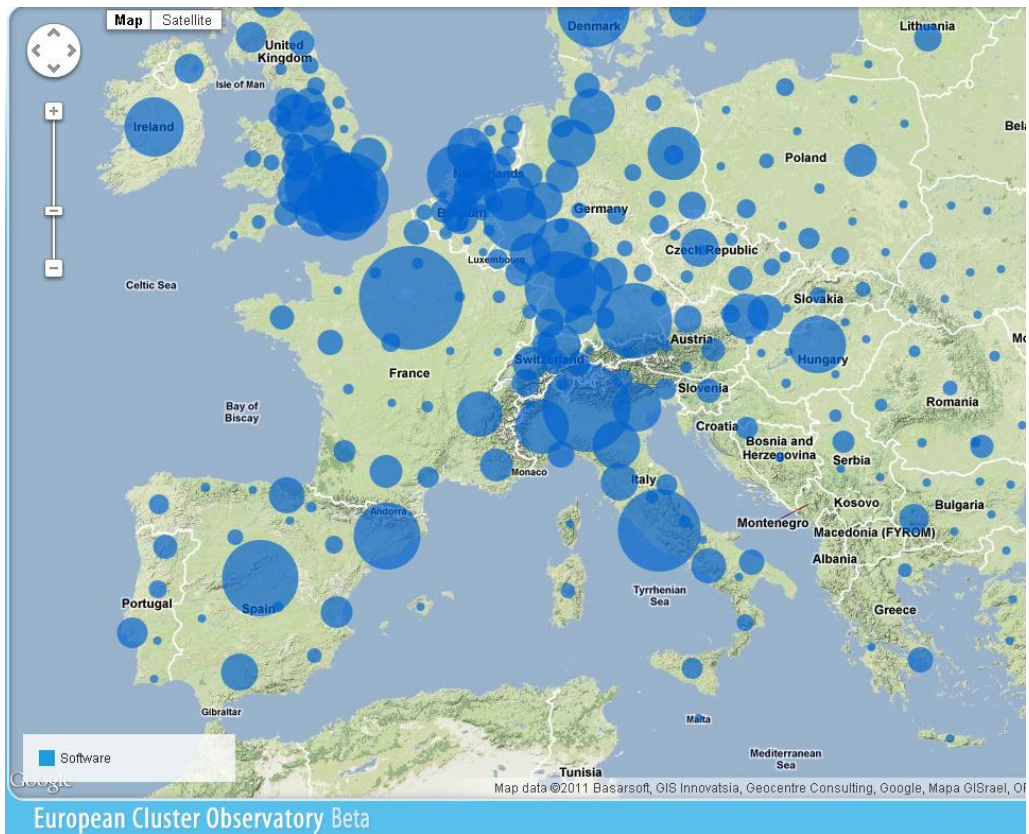 Map
Satellite
Denmark
Lithuania
United
Kingdom
Isle of Man
Ireland
Bela
Poland
Netherlands
Belgium
Germany
Luxembourg
Czech Republic
Celtic Sea
Slovakia
Austria
Hungary
Mo
Switzerland
France
Slovenia
Romania
Bay of
Biscay
Croatia
Bosnia and
Herzegovina
Serbia
Monaco
Italy
Kosovo
Bulgaria
Andorra
Montenegro
Macedonia (FYROM)
Albania
Tyrrhenian
Sea
Portugal
Spain
Greece
Gibraltar
Malta
Mediterranean
Sea
Software
Tunisia
Google
Map data ©2011 Basarsoft, GIS Innovatsia, Geocentre Consulting, Google, Mapa GISrael, OR
European Cluster Observatory Beta